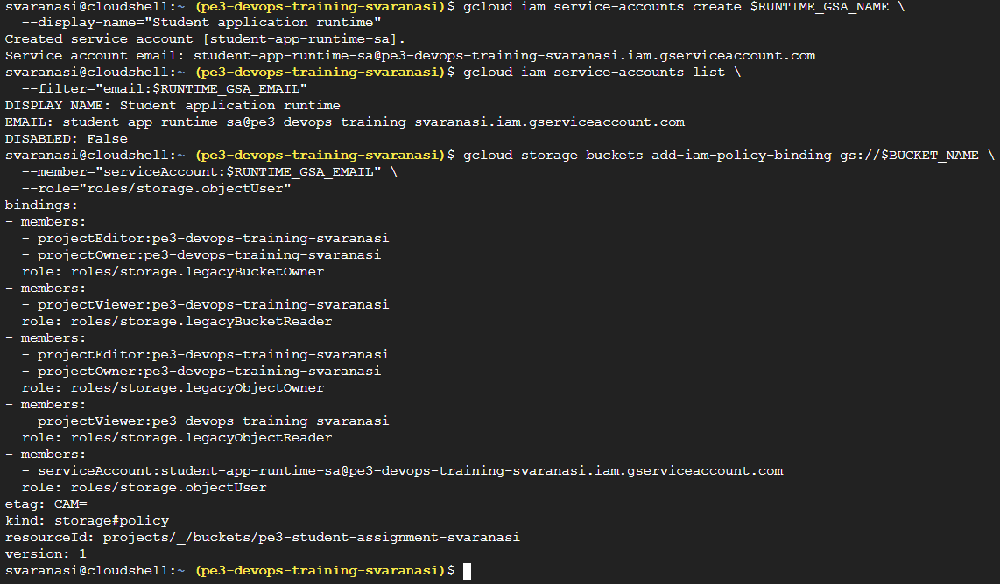 svaranasi@cloudshell:~ (pe3-devops-training-svaranasi)$ gcloud iam service-accounts create $RUNTIME_GSA_NAME \
  --display-name="Student application runtime"
Created service account [student-app-runtime-sa].
Service account email: student-app-runtime-sa@pe3-devops-training-svaranasi.iam.gserviceaccount.com
svaranasi@cloudshell:~ (pe3-devops-training-svaranasi)$ gcloud iam service-accounts list \
  --filter="email:$RUNTIME_GSA_EMAIL"
DISPLAY NAME: Student application runtime
EMAIL: student-app-runtime-sa@pe3-devops-training-svaranasi.iam.gserviceaccount.com
DISABLED: False
svaranasi@cloudshell:~ (pe3-devops-training-svaranasi)$ gcloud storage buckets add-iam-policy-binding gs://$BUCKET_NAME \
  --member="serviceAccount:$RUNTIME_GSA_EMAIL" \
  --role="roles/storage.objectUser"
bindings:
- members:
  - projectEditor:pe3-devops-training-svaranasi
  - projectOwner:pe3-devops-training-svaranasi
  role: roles/storage.legacyBucketOwner
- members:
  - projectViewer:pe3-devops-training-svaranasi
  role: roles/storage.legacyBucketReader
- members:
  - projectEditor:pe3-devops-training-svaranasi
  - projectOwner:pe3-devops-training-svaranasi
  role: roles/storage.legacyObjectOwner
- members:
  - projectViewer:pe3-devops-training-svaranasi
  role: roles/storage.legacyObjectReader
- members:
  - serviceAccount:student-app-runtime-sa@pe3-devops-training-svaranasi.iam.gserviceaccount.com
  role: roles/storage.objectUser
etag: CAM=
kind: storage#policy
resourceId: projects/_/buckets/pe3-student-assignment-svaranasi
version: 1
svaranasi@cloudshell:~ (pe3-devops-training-svaranasi)$